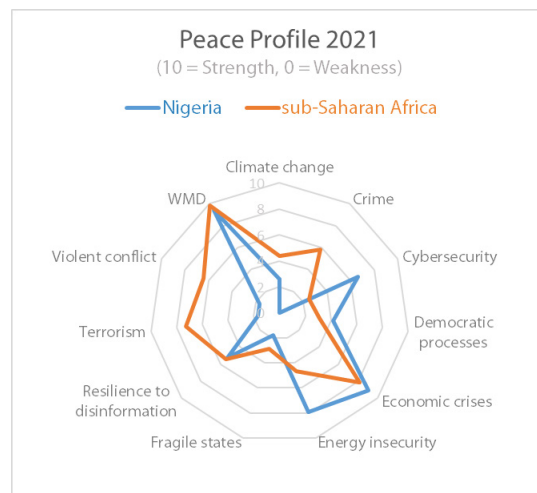 Peace Profile 2021
(10 = Strength, 0 = Weakness)
Nigeria
sub-Saharan Africa
Climate change
10
8
6
4
2
0
WMD
Crime
Violent conflict
Cybersecurity
Terrorism
Democratic
processes
Resilience to
disinformation
Economic crises
Fragile states
Energy insecurity